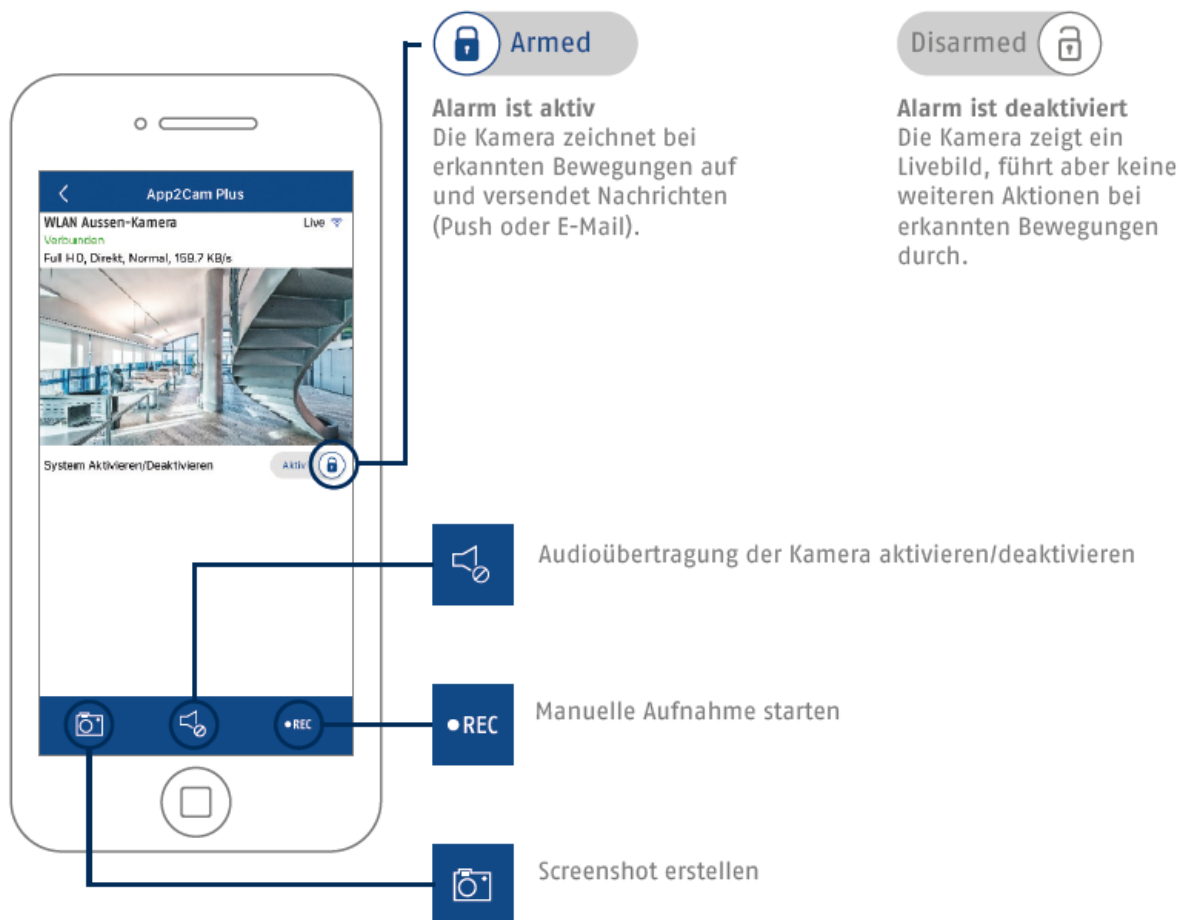 Armed
Disarmed
Alarm ist aktiv
Die Kamera zeichnet bei
erkannten Bewegungen auf
und versendet Nachrichten
(Push oder E-Mail).
Alarm ist deaktiviert
Die Kamera zeigt ein
Livebild, führt aber keine
weiteren Aktionen bei
erkannten Bewegungen
durch.
App2Cam Plus
WLAN Aussen-Kamera Live
Verbunden
Full HD, Direkt, Normal, 159.7 KB/s
System Aktivieren/Deaktivieren Aktiv
Audioübertragung der Kamera aktivieren/deaktivieren
•REC
•REC Manuelle Aufnahme starten
Screenshot erstellen